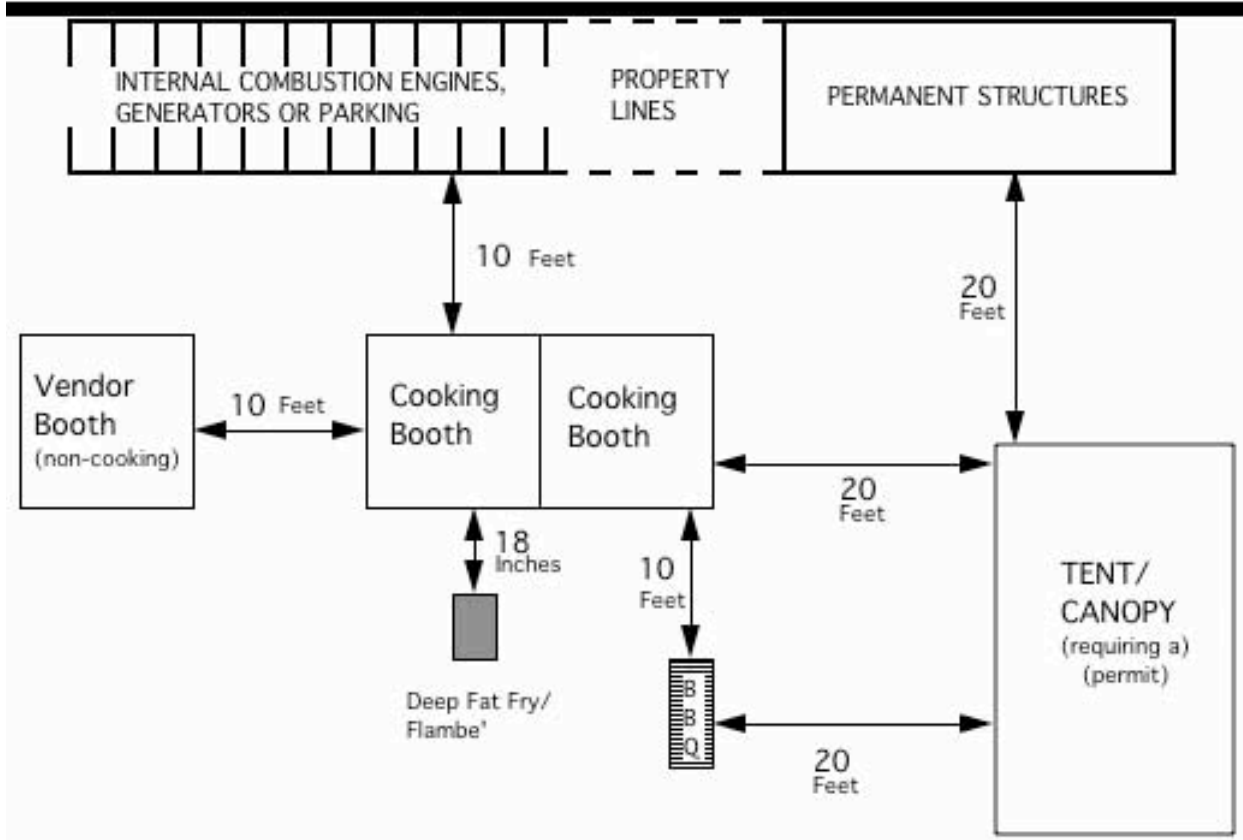 INTERNAL COMBUSTION ENGINES,
GENERATORS OR PARKING
PROPERTY
LINES
PERMANENT STRUCTURES
10 Feet
20
Feet
Vendor
Booth
(non-cooking)
10 Feet
Cooking
Booth
Cooking
Booth
20
Feet
18
Inches
10
Feet
TENT/
CANOPY
(requiring a)
(permit)
Deep Fat Fry/
Flambe'
B
B
Q
20
Feet